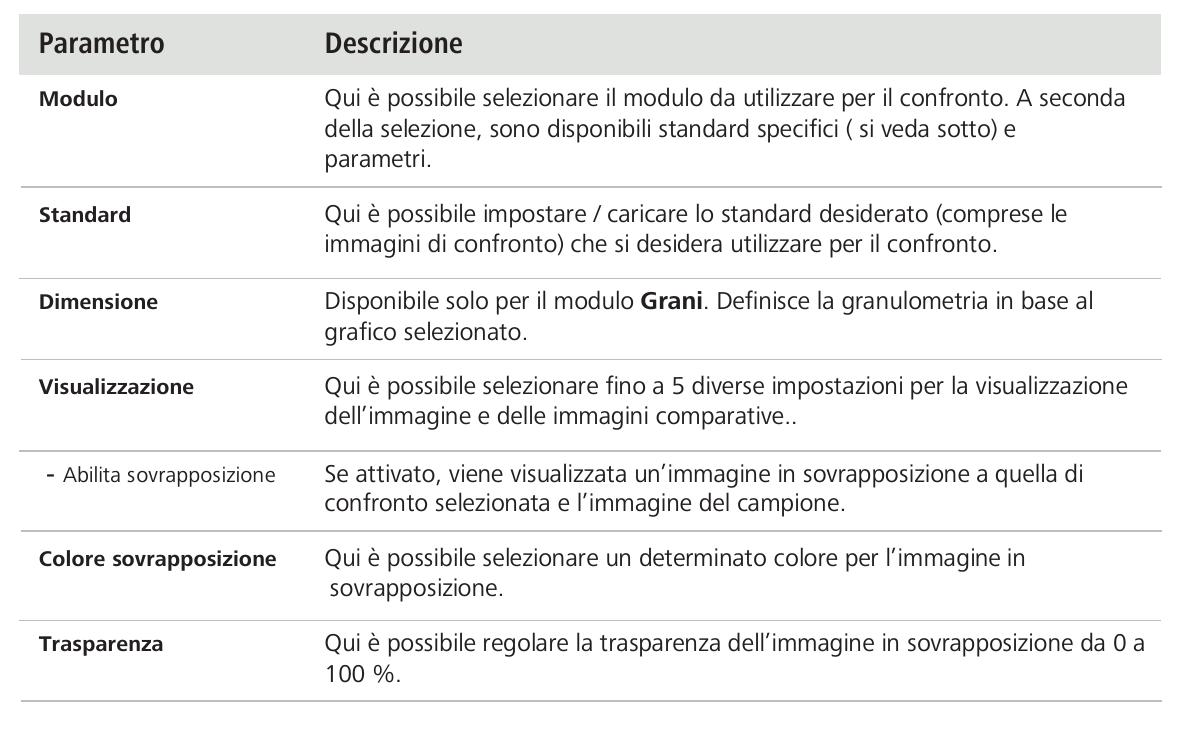 Parametro Descrizione
Modulo Qui è possibile selezionare il modulo da utilizzare per il confronto. A seconda
della selezione, sono disponibili standard specifici ( si veda sotto) e
parametri.
Standard Qui è possibile impostare / caricare lo standard desiderato (comprese le
immagini di confronto) che si desidera utilizzare per il confronto.
Dimensione Disponibile solo per il modulo Grani. Definisce la granulometria in base al
grafico selezionato.
Visualizzazione Qui è possibile selezionare fino a 5 diverse impostazioni per la visualizzazione
dell’immagine e delle immagini comparative..
- Abilita sovrapposizione Se attivato, viene visualizzata un’immagine in sovrapposizione a quella di
confronto selezionata e l’immagine del campione.
Colore sovrapposizione Qui è possibile selezionare un determinato colore per l’immagine in
sovrapposizione.
Trasparenza Qui è possibile regolare la trasparenza dell’immagine in sovrapposizione da 0 a
100 %.